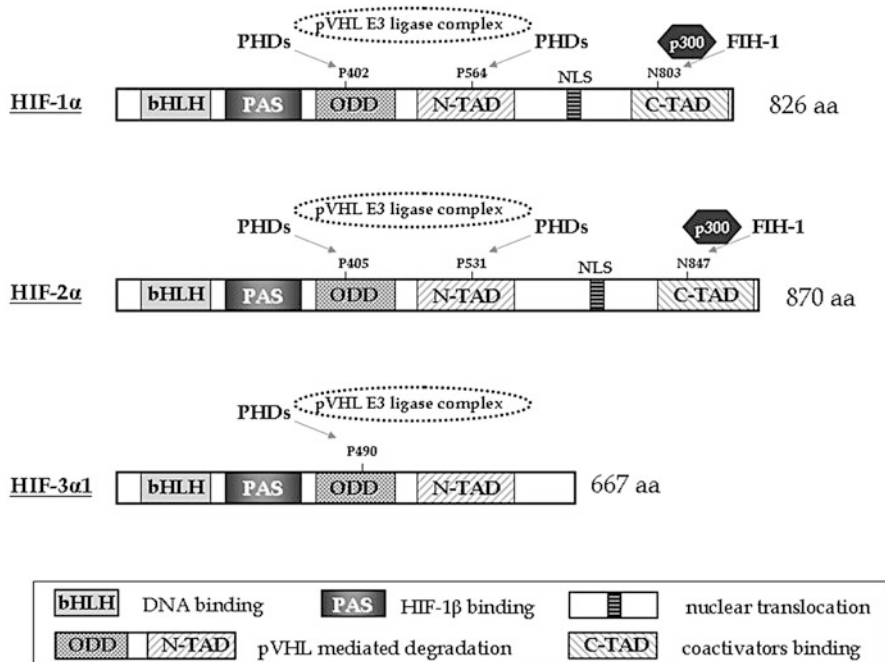 pVHL E3 ligase complex
PHDs PHDs p300 FIH-1
P402 P564 NLS N803
HIF-1α bHLH PAS ODD N-TAD C-TAD 826 aa
pVHL E3 ligase complex
PHDs PHDs p300 FIH-1
P405 P531 NLS N847
HIF-2α bHLH PAS ODD N-TAD C-TAD 870 aa
pVHL E3 ligase complex
PHDs
P490
HIF-3α1 bHLH PAS ODD N-TAD 667 aa
bHLH DNA binding PAS HIF-1β binding nuclear translocation
ODD N-TAD pVHL mediated degradation C-TAD coactivators binding